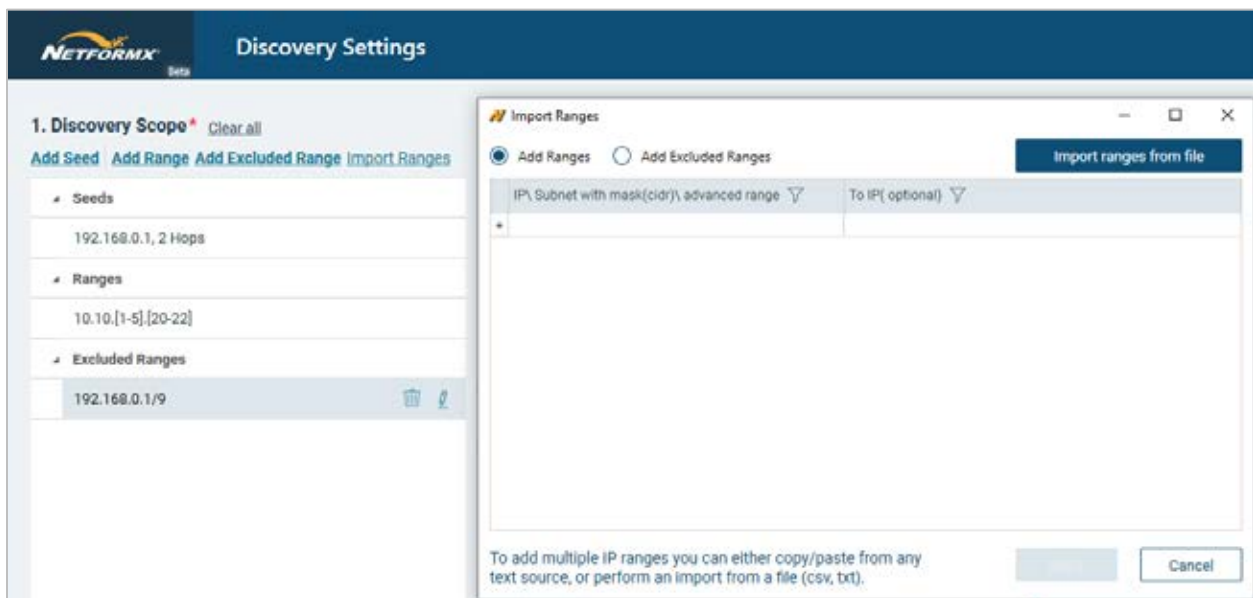 NETFORMX
Beta
Discovery Settings
1. Discovery Scope* Clear all
Add Seed Add Range Add Excluded Range Import Ranges
Seeds
192.168.0.1, 2 Hops
Ranges
10.10.[1-5].[20-22]
Excluded Ranges
192.168.0.1/9
Import Ranges
Add Ranges Add Excluded Ranges Import ranges from file
IP\ Subnet with mask(cidr)\ advanced range To IP( optional)
To add multiple IP ranges you can either copy/paste from any
text source, or perform an import from a file (csv, txt).
Cancel